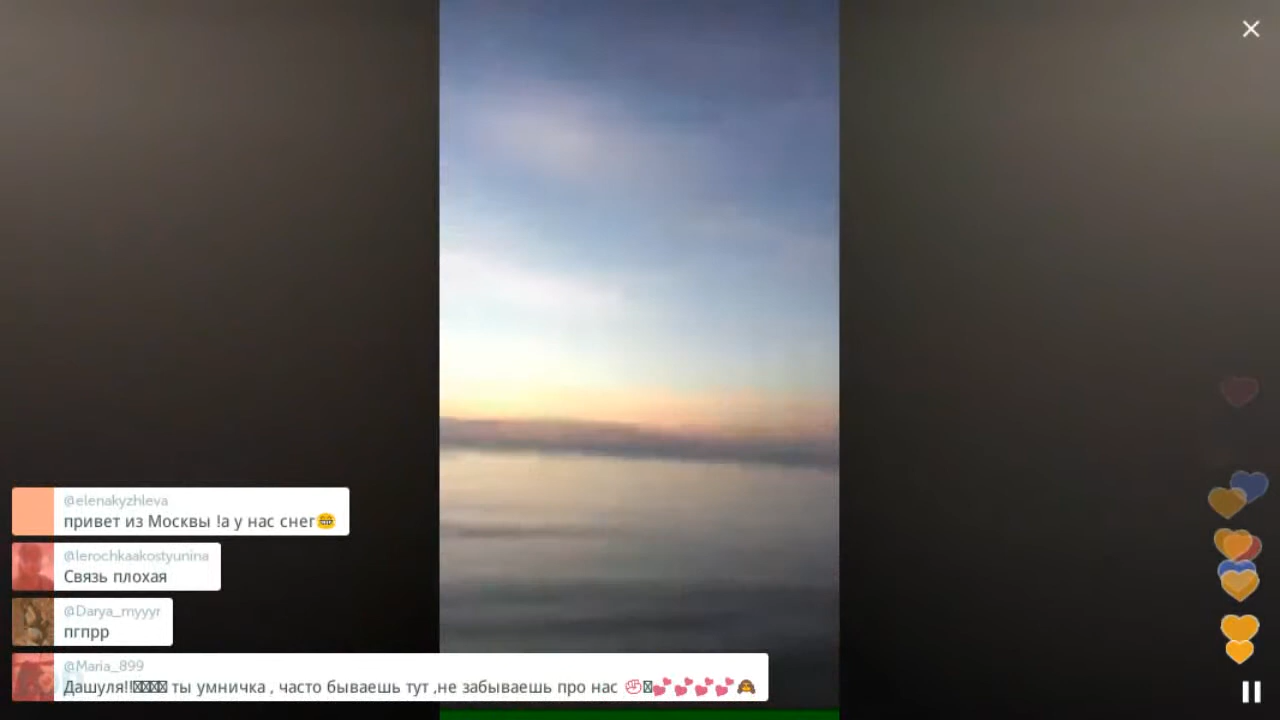 @elenakyzhleva
привет из Москвы !а у нас снег🤓
@lerochkaakostyunina
Связь плохая
@Darya_myyyr
пгпрр
@Maria_899
Дашуля!! ты умничка , часто бываешь тут ,не забываешь про нас ✊💕💕💕💕🙈